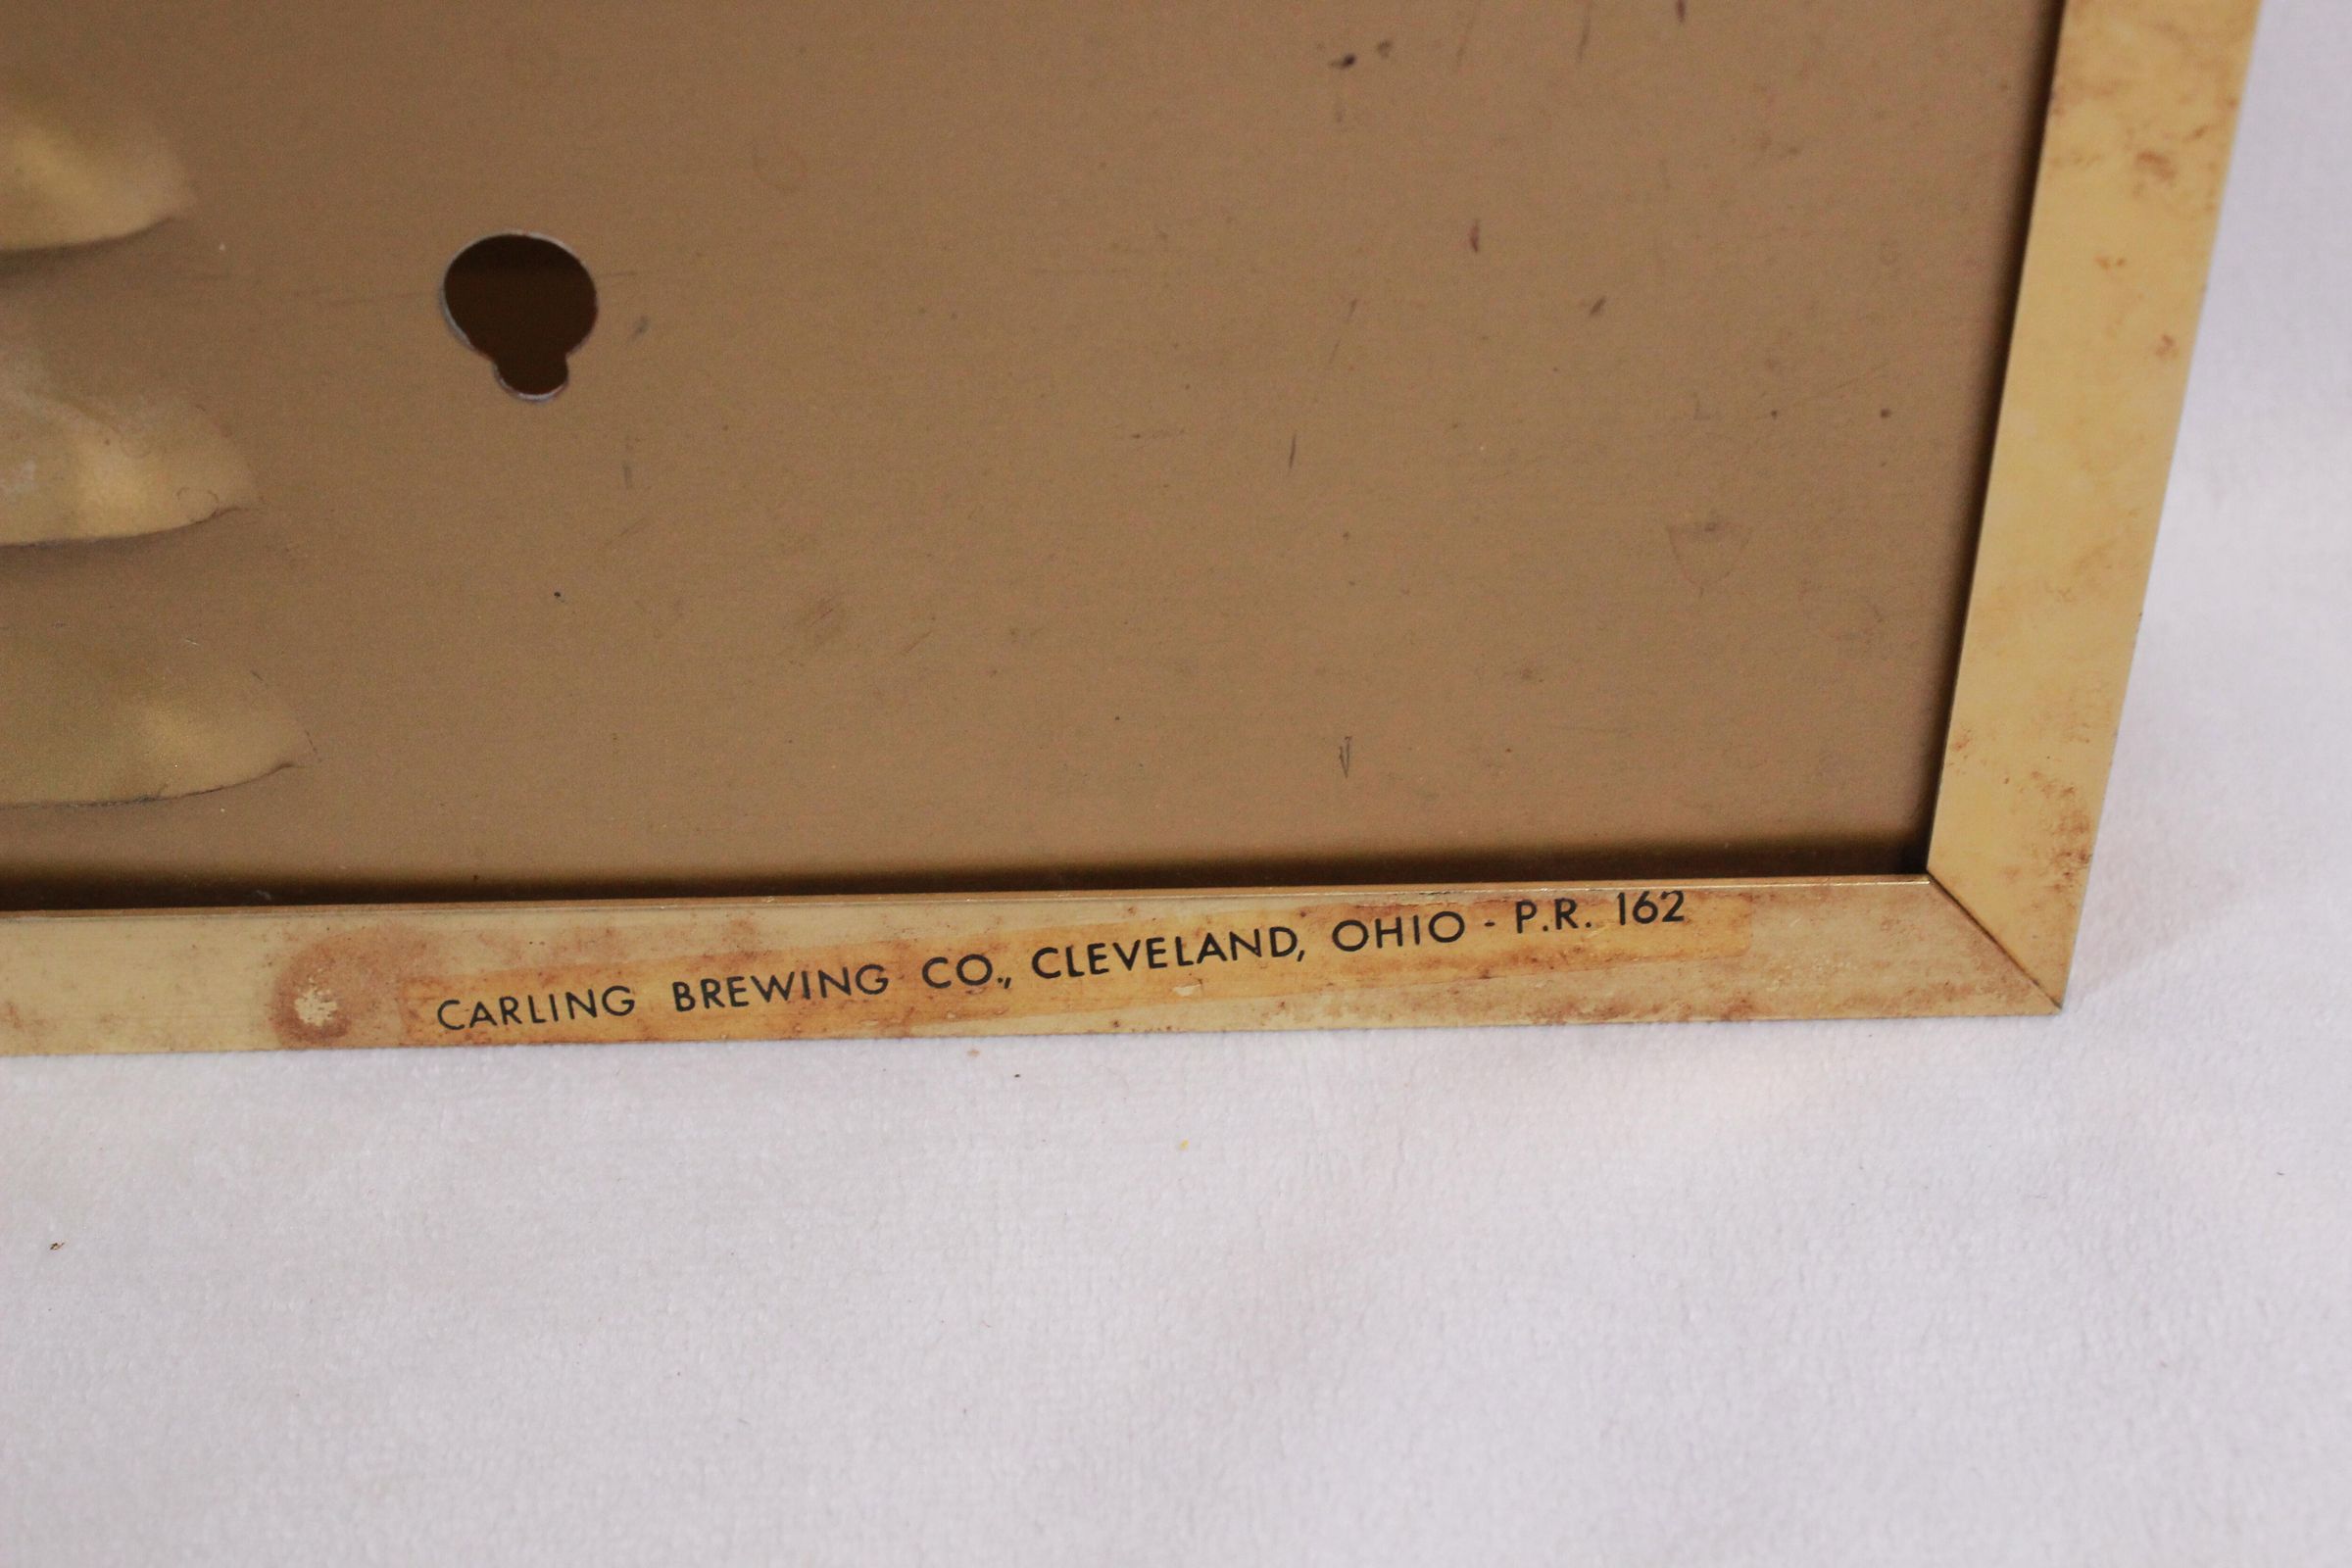 CARLING BREWING CO., CLEVELAND, OHIO - P.R. 162